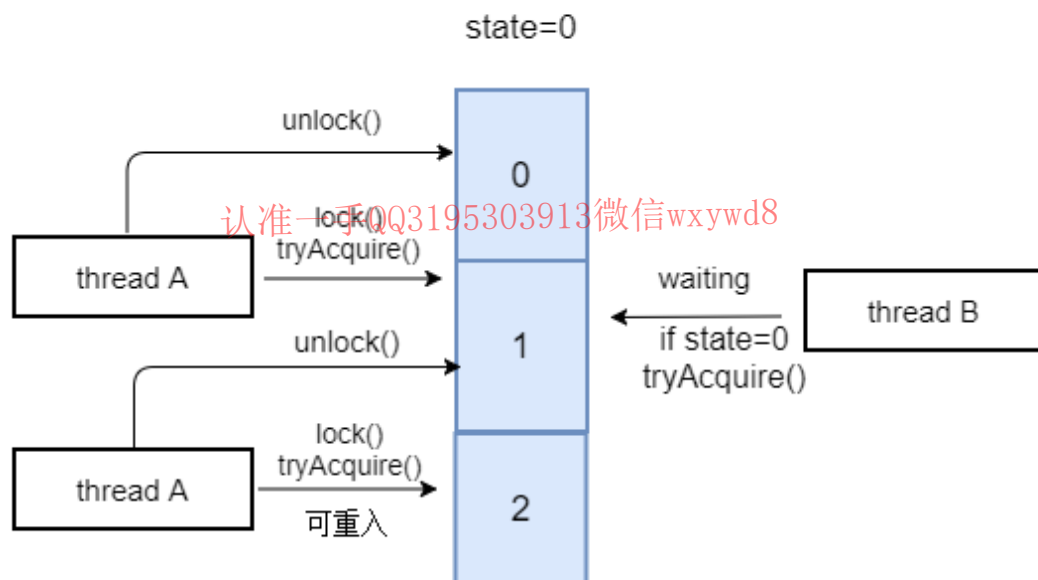 state=0
unlock()
0
认准一手QQ3195303913微信wxywd8
lock()
tryAcquire()
thread A
waiting
thread B
if state=0
tryAcquire()
unlock()
1
lock()
tryAcquire()
thread A
可重入
2